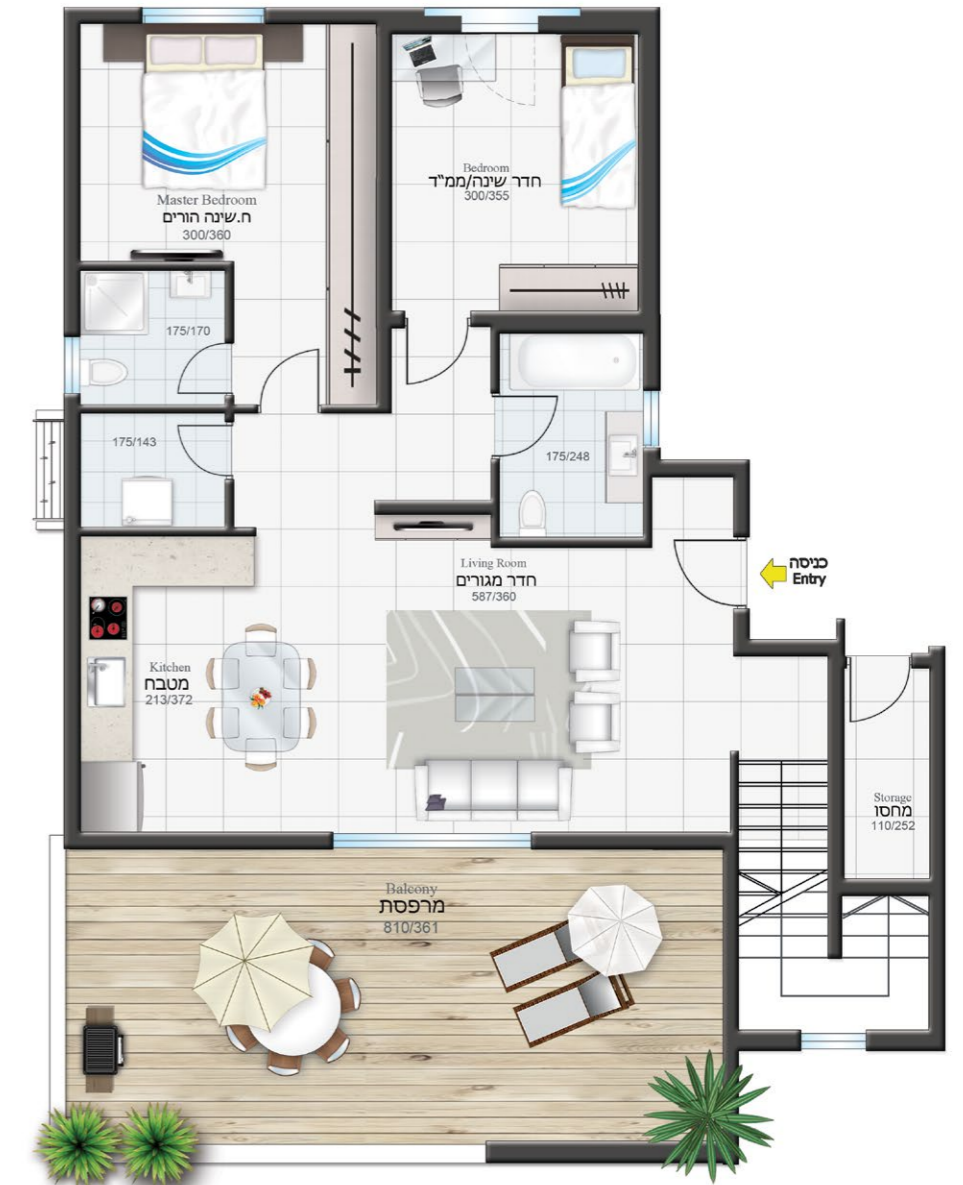 Master Bedroom
ח.שינה הורים
300/360
Bedroom
חדר שינה/ממ"ד
300/355
175/170
175/143
175/248
Living Room
חדר מגורים
587/360
כניסה
Entry
Kitchen
מטבח
213/372
Storage
מחסו
110/252
Balcony
מרפסת
810/361